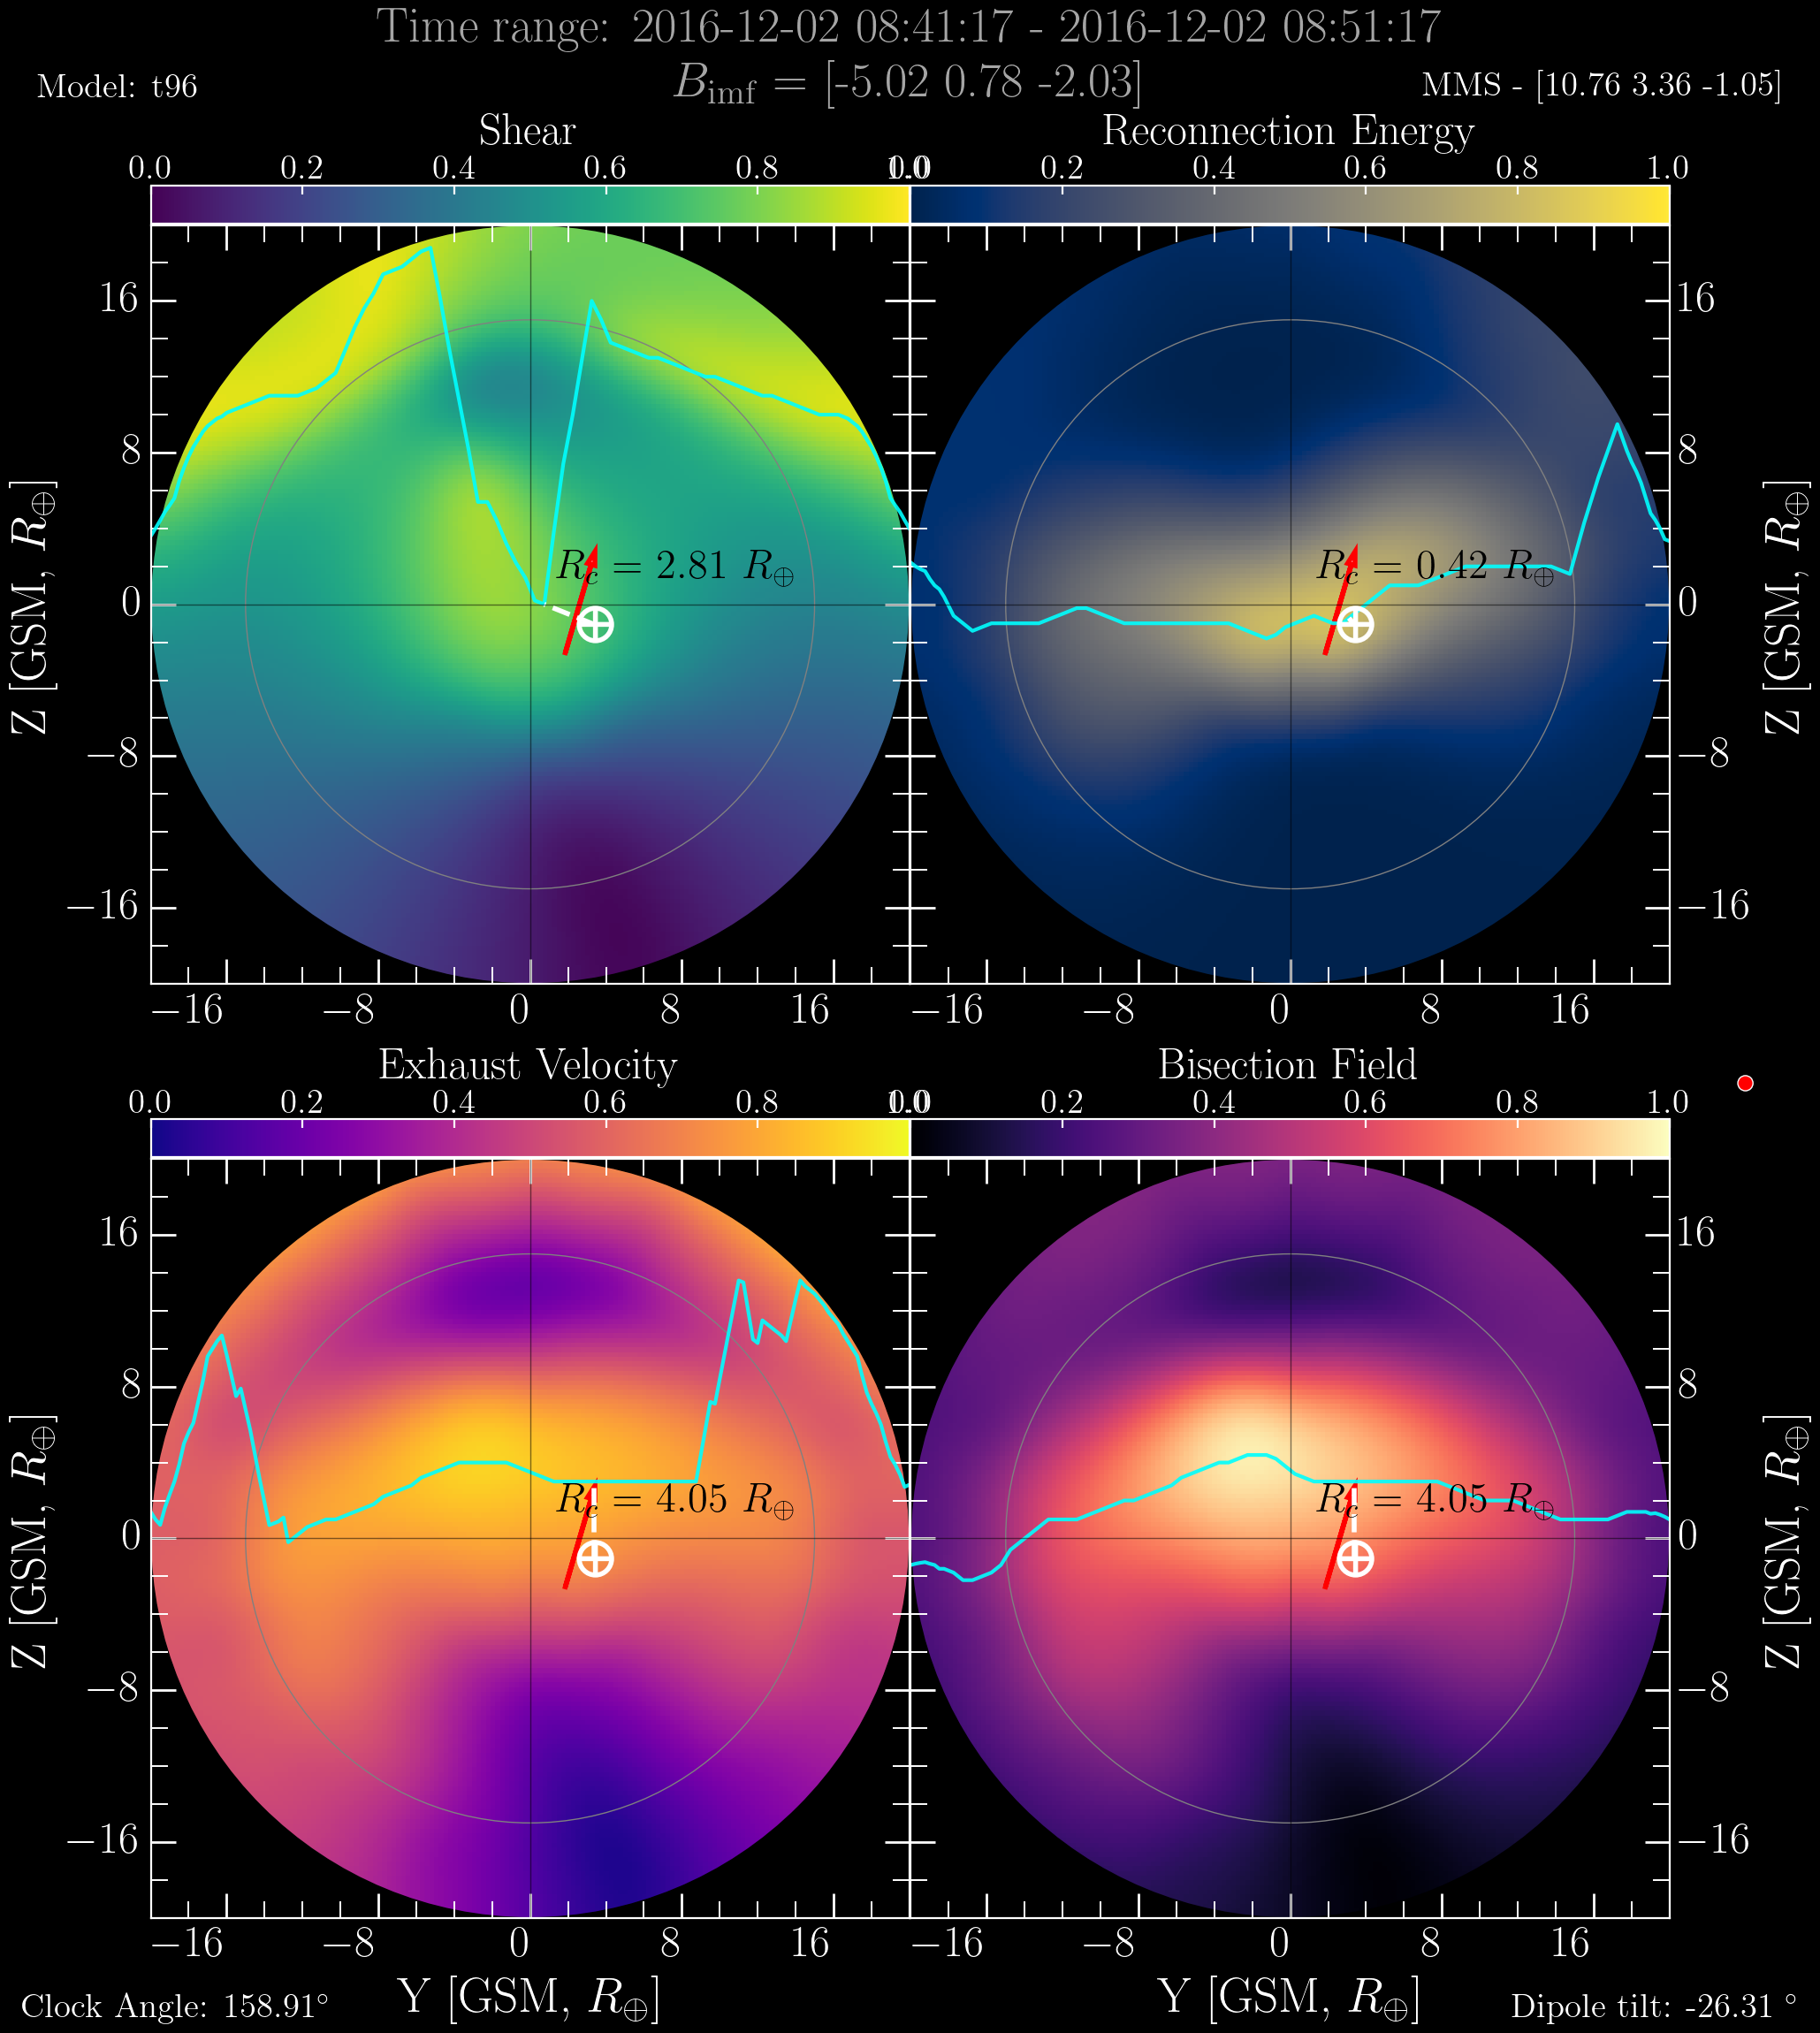 Time range: 2016-12-02 08:41:17 - 2016-12-02 08:51:17
Model: t96
B_imf = [-5.02 0.78 -2.03]
MMS - [10.76 3.36 -1.05]
Shear
Reconnection Energy
0.0 0.2 0.4 0.6 0.8 1.0
0.0 0.2 0.4 0.6 0.8 1.0
16
8
0
−8
−16
Z [GSM, R⊕]
R_c = 2.81 R⊕
R_c = 0.42 R⊕
16
8
0
−8
−16
Z [GSM, R⊕]
−16 −8 0 8 16
−16 −8 0 8 16
Exhaust Velocity
Bisection Field
0.0 0.2 0.4 0.6 0.8 1.0
0.0 0.2 0.4 0.6 0.8 1.0
16
8
0
−8
−16
Z [GSM, R⊕]
R_c = 4.05 R⊕
R_c = 4.05 R⊕
16
8
0
−8
−16
Z [GSM, R⊕]
−16 −8 0 8 16
−16 −8 0 8 16
Y [GSM, R⊕]
Y [GSM, R⊕]
Clock Angle: 158.91°
Dipole tilt: -26.31 °